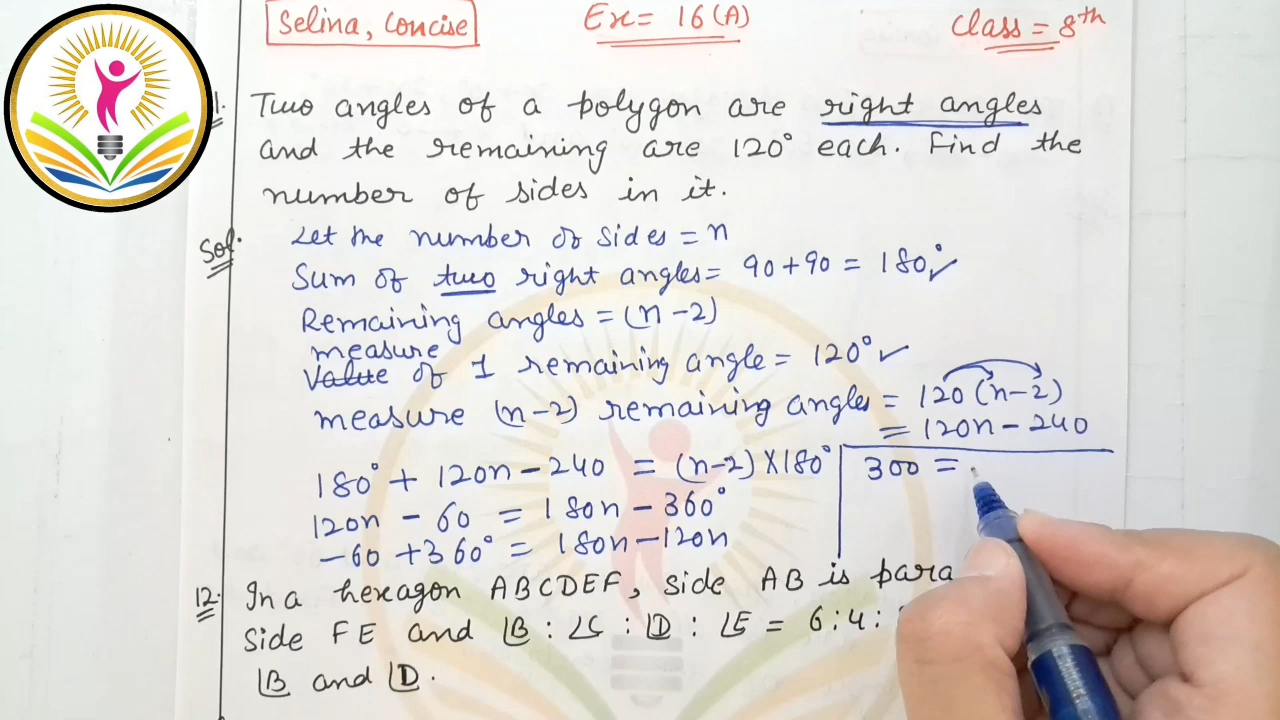 Selina, Concise
Ex = 16(A)
Class = 8th
1. Two angles of a polygon are right angles
and the remaining are 120° each. Find the
number of sides in it.
Sol. Let the number of sides = n
Sum of two right angles = 90 + 90 = 180° ✓
Remaining angles = (n - 2)
measure
Value of 1 remaining angle = 120° ✓
measure (n-2) remaining angles = 120 (n-2)
= 120n - 240
180° + 120n - 240 = (n-2) × 180°
120n - 60 = 180n - 360°
-60 + 360° = 180n - 120n
300 =
12. In a hexagon ABCDEF, side AB is para
Side FE and ∠B : ∠C : ∠D : ∠E = 6 : 4 :
∠B and ∠D.